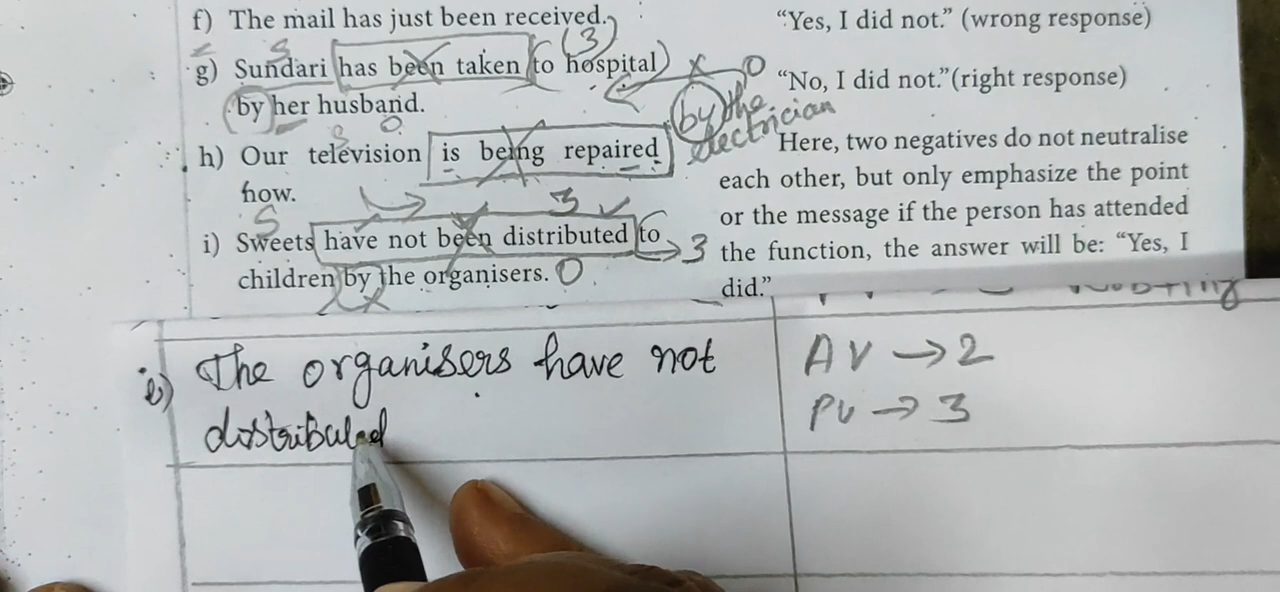 f) The mail has just been received.
(3)
S
g) Sundari has been taken to hospital
by her husband.
O
S
h) Our television is being repaired
now.
by the
electrician
O
S
3
i) Sweets have not been distributed to
3
children by the organisers.
O
"Yes, I did not." (wrong response)
"No, I did not."(right response)
Here, two negatives do not neutralise
each other, but only emphasize the point
or the message if the person has attended
the function, the answer will be: "Yes, I
did."
i) The organisers have not
distributed
AV → 2
PV → 3